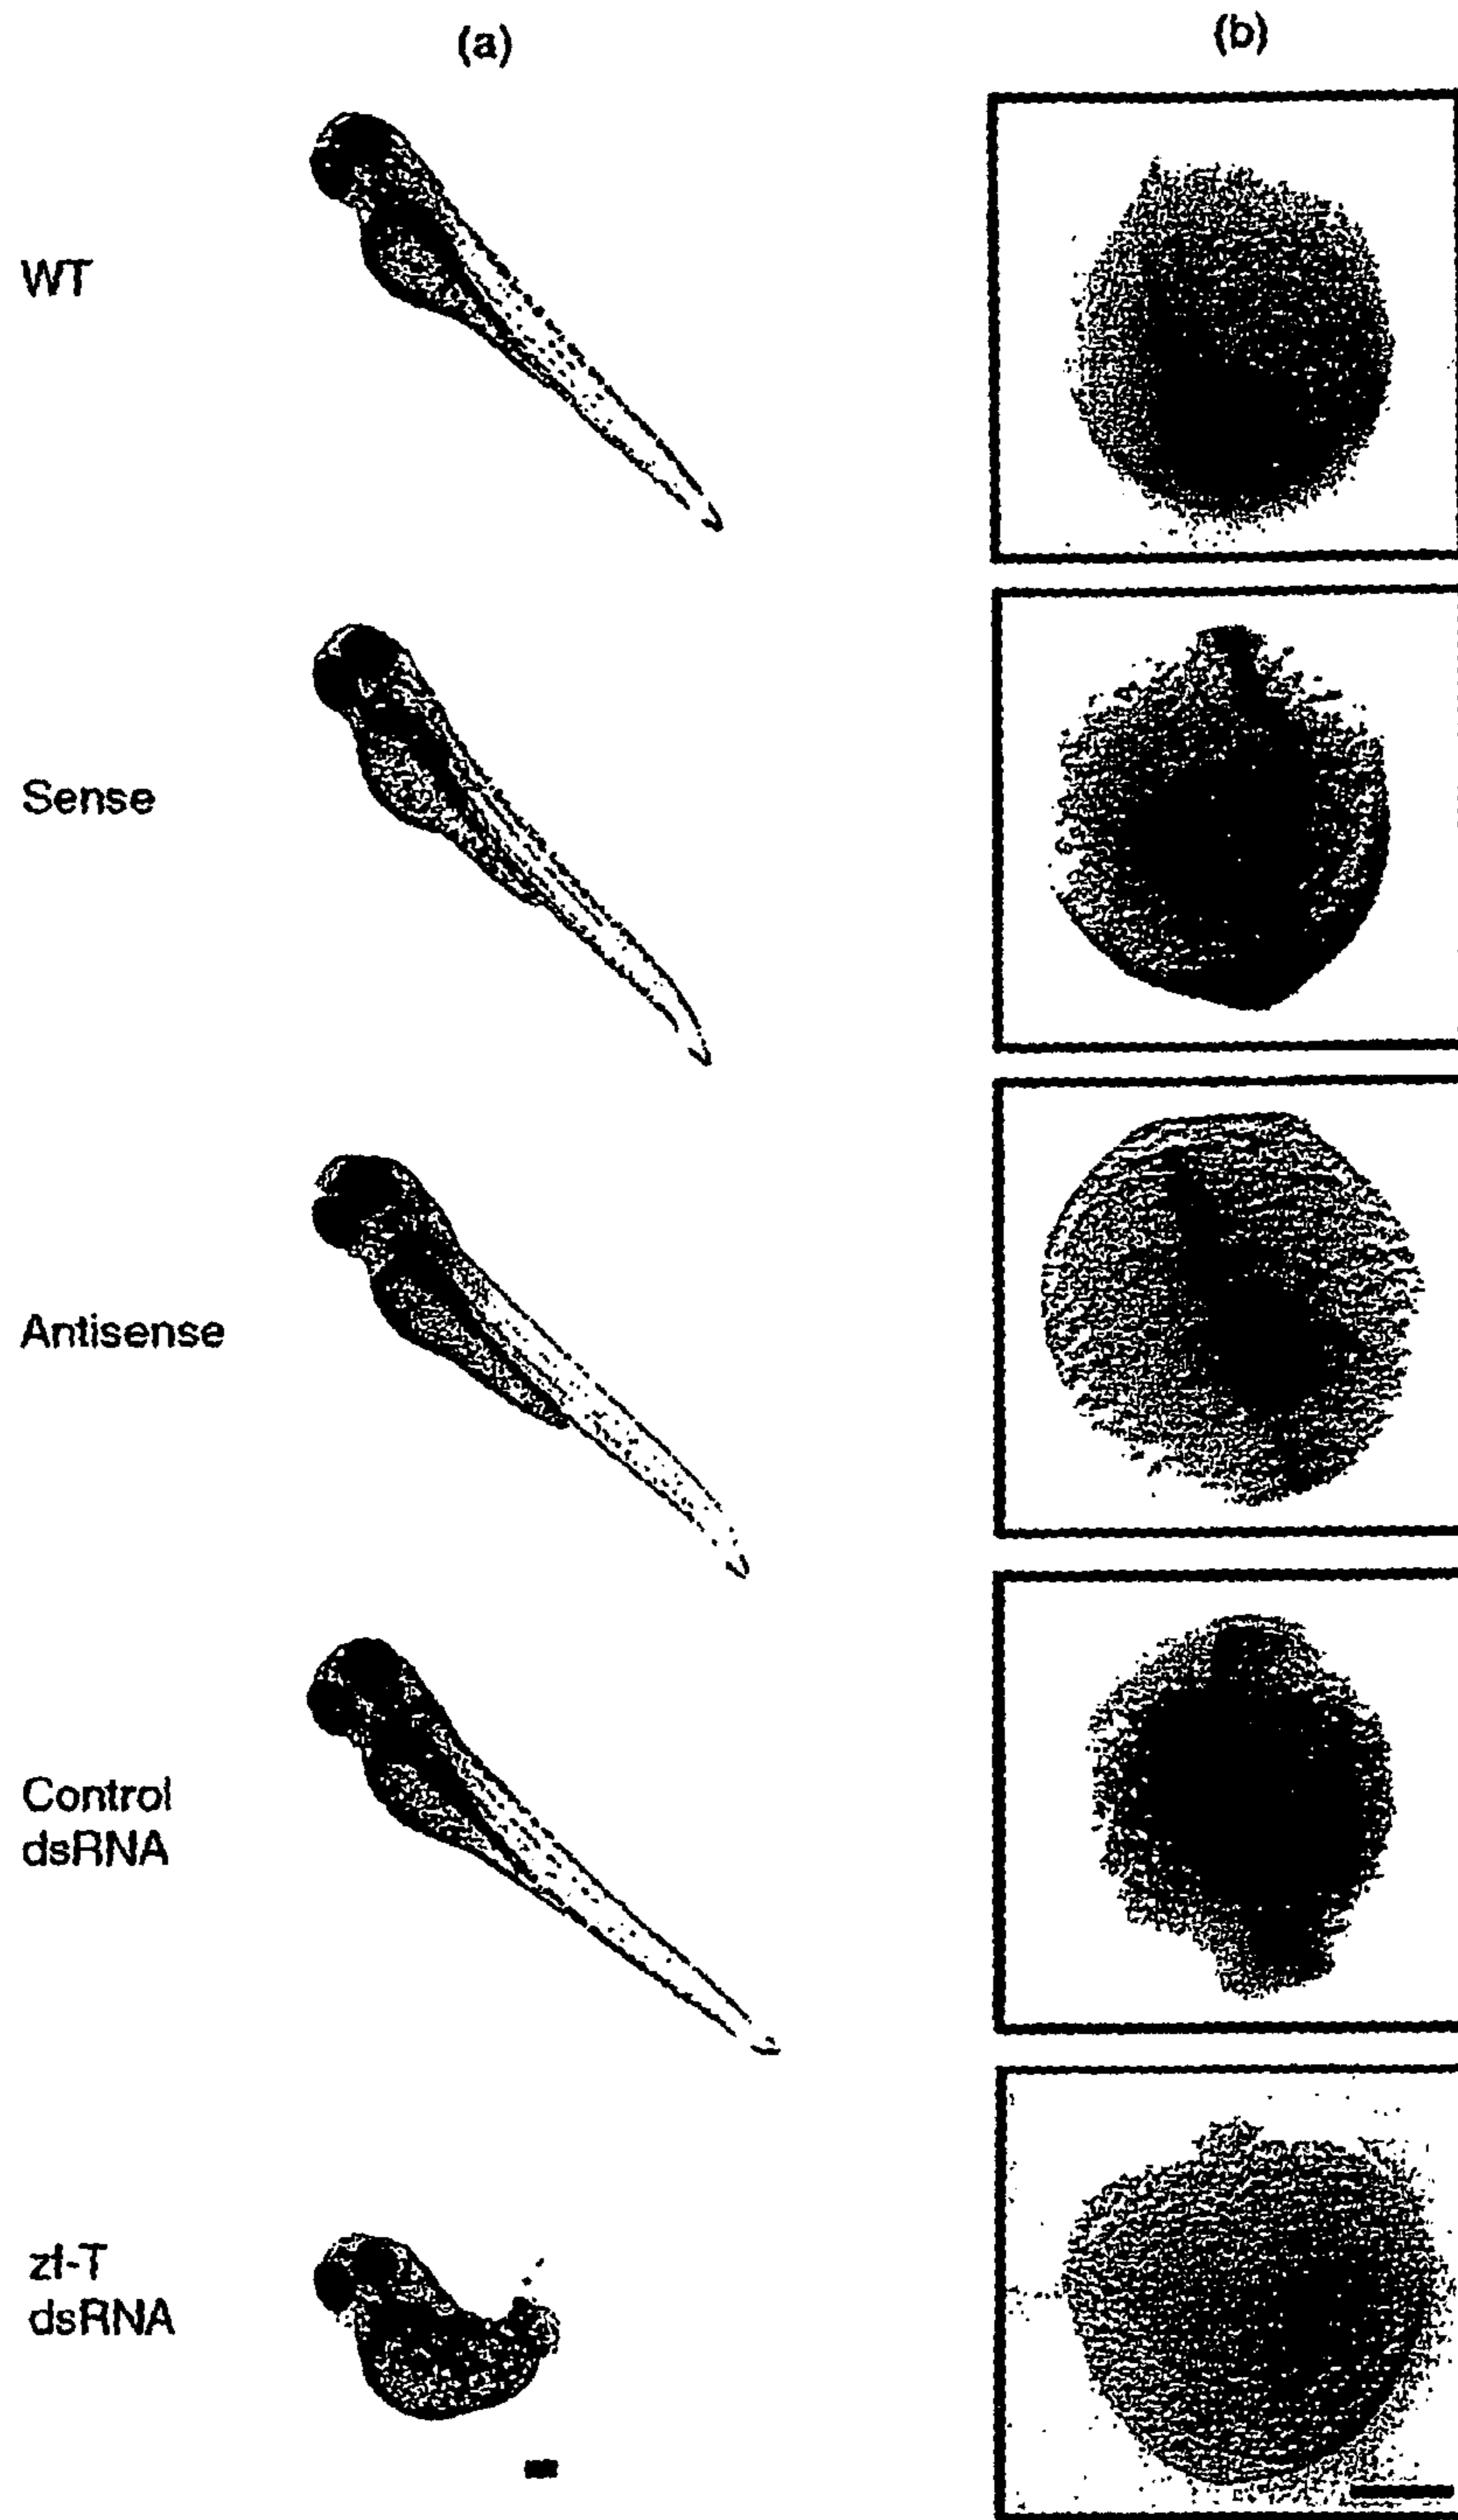 (a)
(b)
WT
Sense
Antisense
Control
dsRNA
zf-T
dsRNA